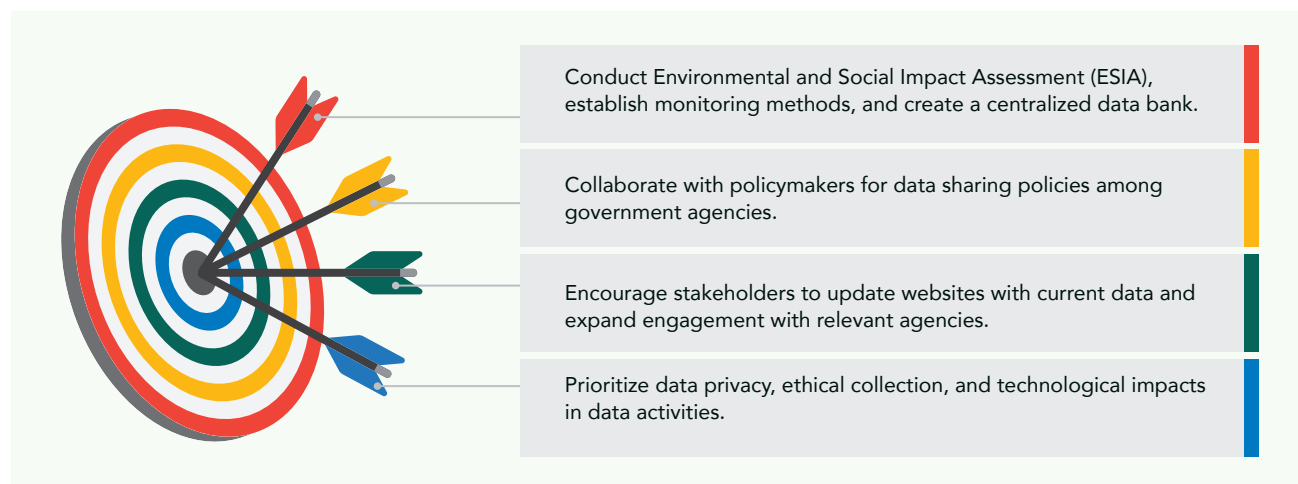 Conduct Environmental and Social Impact Assessment (ESIA),
establish monitoring methods, and create a centralized data bank.
Collaborate with policymakers for data sharing policies among
government agencies.
Encourage stakeholders to update websites with current data and
expand engagement with relevant agencies.
Prioritize data privacy, ethical collection, and technological impacts
in data activities.